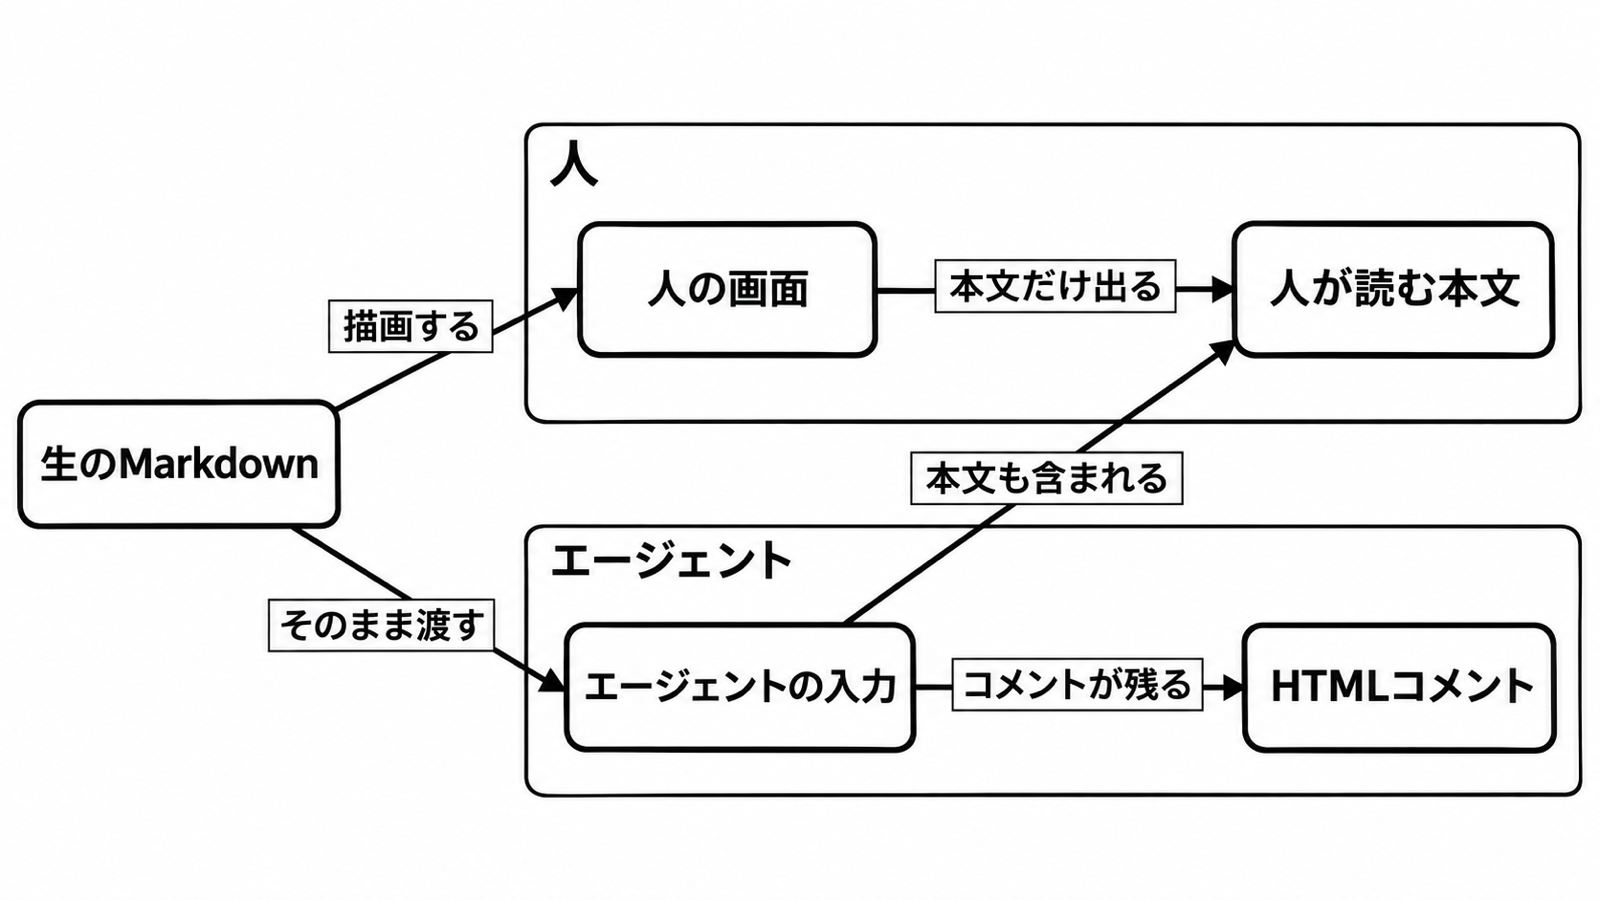 人
人の画面
本文だけ出る
人が読む本文
描画する
生のMarkdown
本文も含まれる
エージェント
そのまま渡す
エージェントの入力
コメントが残る
HTMLコメント